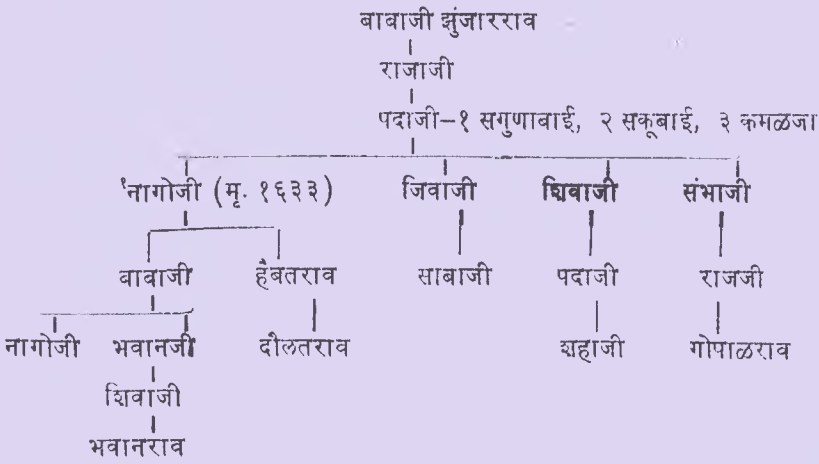 बाबाजी झुंजारराव
राजाजी
पदाजी–१ सगुणाबाई, २ सकूबाई, ३ कमळजा
नागोजी (मृ. १६३३) जिवाजी शिवाजी संभाजी
बाबाजी हैबतराव साबाजी पदाजी राजजी
नागोजी भवानजी दौलतराव शहाजी गोपाळराव
शिवाजी
भवानराव